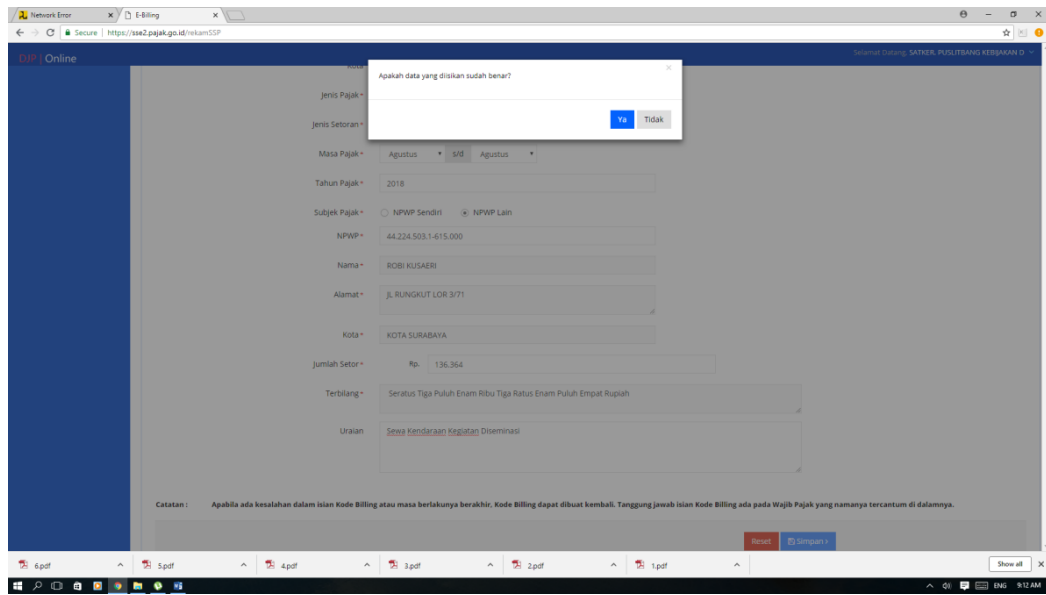 Network Error
E-Billing
Secure | https://sse2.pajak.go.id/rekamSSP
DJP | Online
Selamat Datang, SATKER. PUSLITBANG KEBIJAKAN D
Apakah data yang diisikan sudah benar?
Ya Tidak
Kota
Jenis Pajak *
Jenis Setoran *
Masa Pajak * Agustus s/d Agustus
Tahun Pajak * 2018
Subjek Pajak * NPWP Sendiri NPWP Lain
NPWP * 44.224.503.1-615.000
Nama * ROBI KUSAERI
Alamat * JL RUNGKUT LOR 3/71
Kota * KOTA SURABAYA
Jumlah Setor * Rp. 136.364
Terbilang * Seratus Tiga Puluh Enam Ribu Tiga Ratus Enam Puluh Empat Rupiah
Uraian Sewa Kendaraan Kegiatan Diseminasi
Catatan : Apabila ada kesalahan dalam isian Kode Billing atau masa berlakunya berakhir, Kode Billing dapat dibuat kembali. Tanggung jawab isian Kode Billing ada pada Wajib Pajak yang namanya tercantum di dalamnya.
Reset Simpan
6.pdf 5.pdf 4.pdf 3.pdf 2.pdf 1.pdf Show all
ENG 9:12 AM